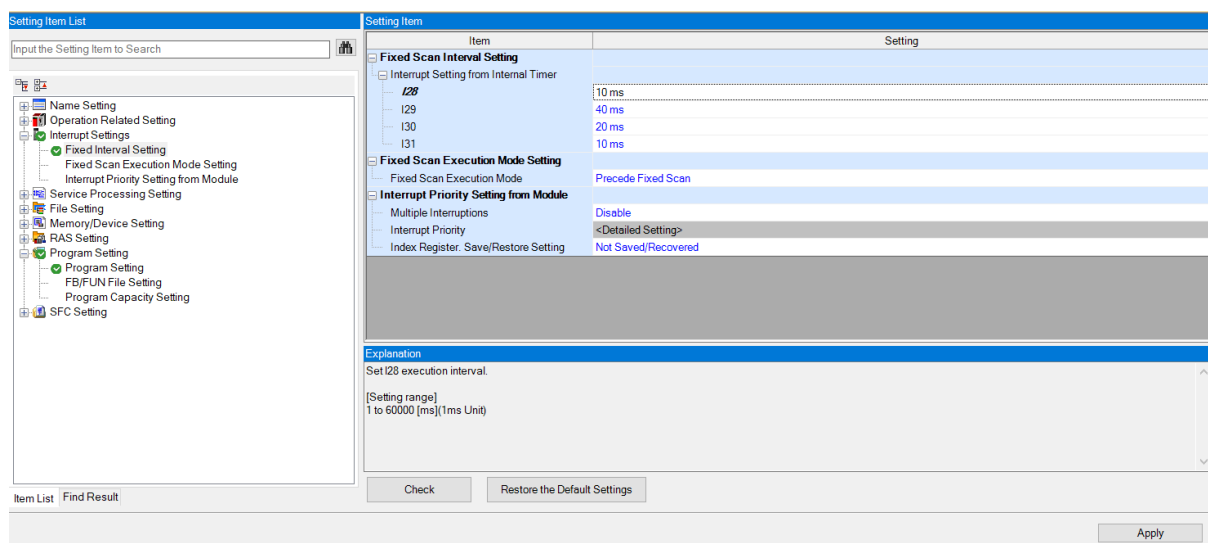 Setting Item List
Input the Setting Item to Search
Name Setting
Operation Related Setting
Interrupt Settings
Fixed Interval Setting
Fixed Scan Execution Mode Setting
Interrupt Priority Setting from Module
Service Processing Setting
File Setting
Memory/Device Setting
RAS Setting
Program Setting
Program Setting
FB/FUN File Setting
Program Capacity Setting
SFC Setting
Item List Find Result
Setting Item
Item Setting
Fixed Scan Interval Setting
Interrupt Setting from Internal Timer
I28 10 ms
I29 40 ms
I30 20 ms
I31 10 ms
Fixed Scan Execution Mode Setting
Fixed Scan Execution Mode Precede Fixed Scan
Interrupt Priority Setting from Module
Multiple Interruptions Disable
Interrupt Priority <Detailed Setting>
Index Register. Save/Restore Setting Not Saved/Recovered
Explanation
Set I28 execution interval.
[Setting range]
1 to 60000 [ms](1ms Unit)
Check Restore the Default Settings
Apply